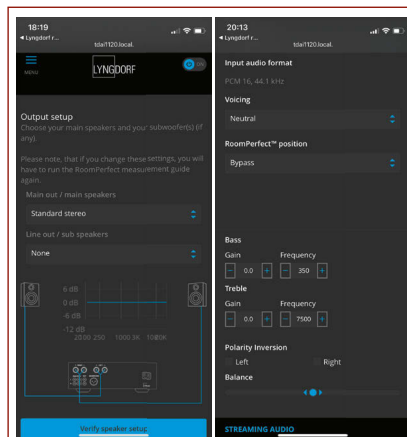 18:19
◀ Lyngdorf r...
tdai1120.local.
MENU
LYNGDORF
ON
Output setup
Choose your main speakers and your subwoofer(s) (if
any).
Please note, that if you change these settings, you will
have to run the RoomPerfect measurement guide
again.
Main out / main speakers
Standard stereo
Line out / sub speakers
None
6 dB
0 dB
-6 dB
-12 dB
Verify speaker setup
20:13
◀ Lyngdorf r...
tdai1120.local.
Input audio format
PCM 16, 44.1 kHz
Voicing
Neutral
RoomPerfect™ position
Bypass
Bass
Gain Frequency
- 0.0 + - 350 +
Treble
Gain Frequency
- 0.0 + - 7500 +
Polarity Inversion
Left Right
Balance
STREAMING AUDIO